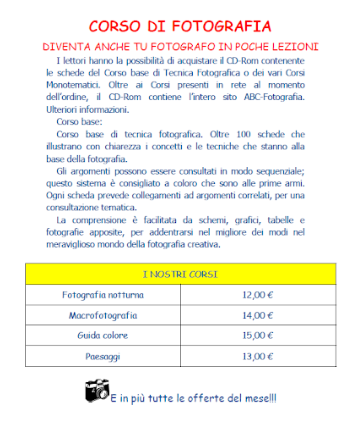 CORSO DI FOTOGRAFIA
DIVENTA ANCHE TU FOTOGRAFO IN POCHE LEZIONI
I lettori hanno la possibilità di acquistare il CD-Rom contenente
le schede del Corso base di Tecnica Fotografica o dei vari Corsi
Monotematici. Oltre ai Corsi presenti in rete al momento
dell'ordine, il CD-Rom contiene l'intero sito ABC-Fotografia.
Ulteriori informazioni.
Corso base:
Corso base di tecnica fotografica. Oltre 100 schede che
illustrano con chiarezza i concetti e le tecniche che stanno alla
base della fotografia.
Gli argomenti possono essere consultati in modo sequenziale;
questo sistema è consigliato a coloro che sono alle prime armi.
Ogni scheda prevede collegamenti ad argomenti correlati, per una
consultazione tematica.
La comprensione è facilitata da schemi, grafici, tabelle e
fotografie apposite, per addentrarsi nel migliore dei modi nel
meraviglioso mondo della fotografia creativa.
I NOSTRI CORSI
Fotografia notturna 12,00 €
Macrofotografia 14,00 €
Guida colore 15,00 €
Paesaggi 13,00 €
E in più tutte le offerte del mese!!!